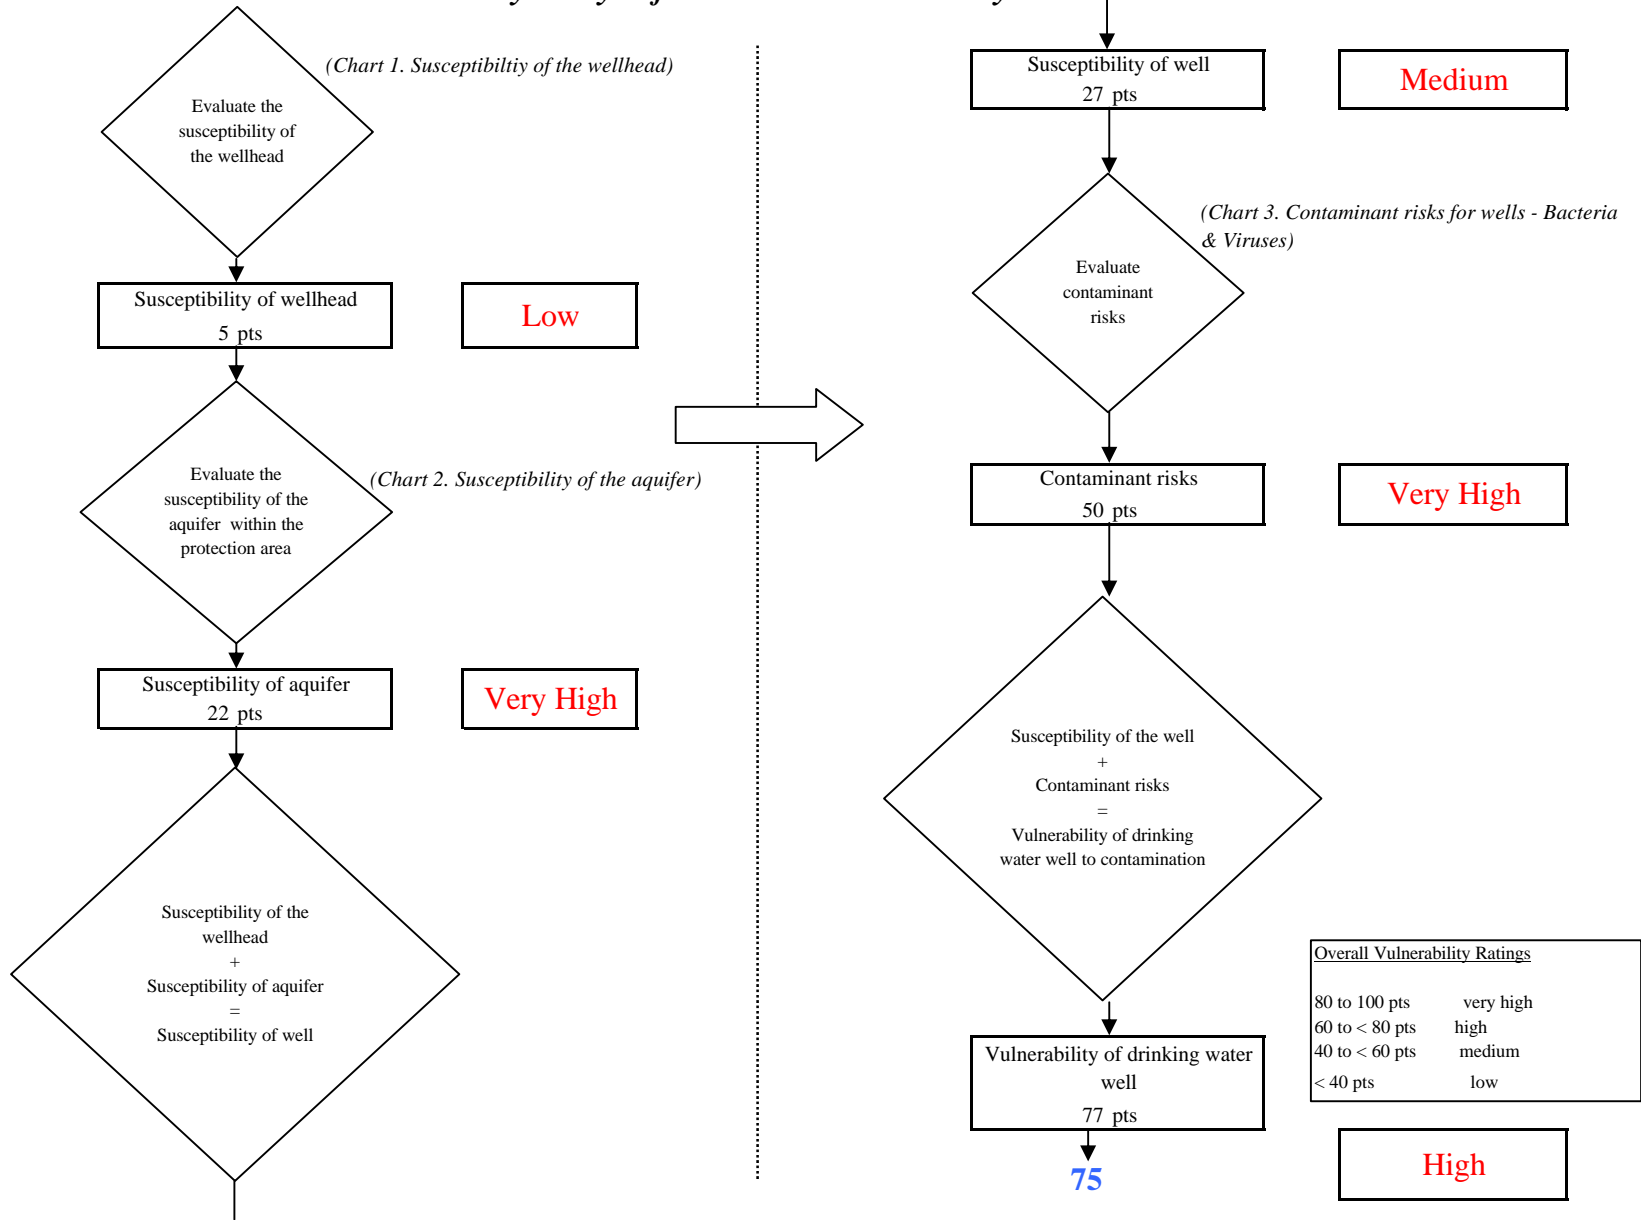 (Chart 1. Susceptibiltiy of the wellhead)
Evaluate the
susceptibility of
the wellhead
Susceptibility of wellhead
5 pts
Low
Evaluate the
susceptibility of the
aquifer within the
protection area
(Chart 2. Susceptibility of the aquifer)
Susceptibility of aquifer
22 pts
Very High
Susceptibility of the
wellhead
+
Susceptibility of aquifer
=
Susceptibility of well
Susceptibility of well
27 pts
Medium
(Chart 3. Contaminant risks for wells - Bacteria
& Viruses)
Evaluate
contaminant
risks
Contaminant risks
50 pts
Very High
Susceptibility of the well
+
Contaminant risks
=
Vulnerability of drinking
water well to contamination
Overall Vulnerability Ratings
80 to 100 pts very high
60 to < 80 pts high
40 to < 60 pts medium
< 40 pts low
Vulnerability of drinking water
well
77 pts
75
High